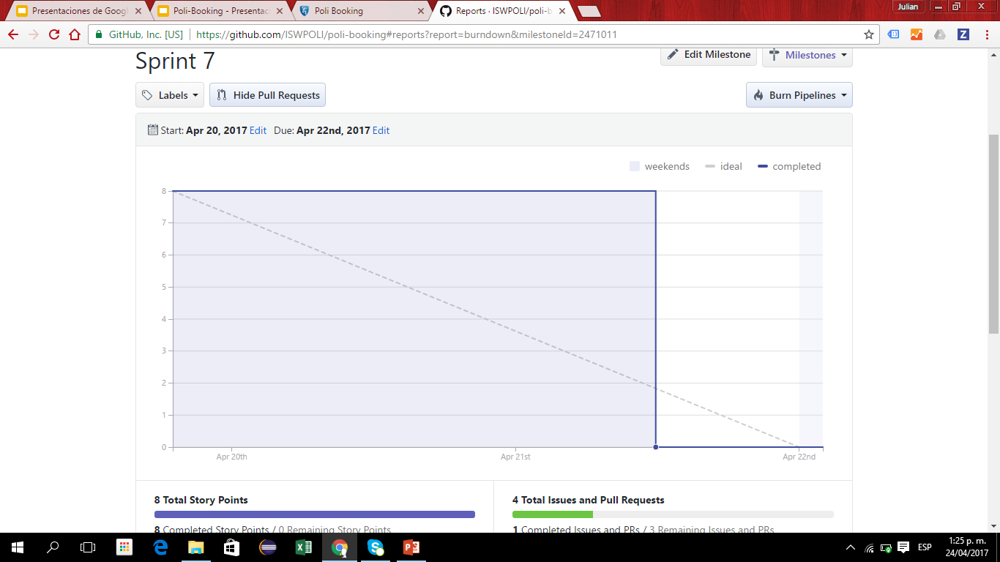 Presentaciones de Googl
Poli-Booking - Presentac
Poli Booking
Reports · ISWPOLI/poli-b
Julian
GitHub, Inc. [US]
https://github.com/ISWPOLI/poli-booking#reports?report=burndown&milestoneId=2471011
Sprint 7
Edit Milestone
Milestones
Labels
Hide Pull Requests
Burn Pipelines
Start: Apr 20, 2017 Edit Due: Apr 22nd, 2017 Edit
weekends ideal completed
8
7
6
5
4
3
2
1
0
Apr 20th
Apr 21st
Apr 22nd
8 Total Story Points
8 Completed Story Points / 0 Remaining Story Points
4 Total Issues and Pull Requests
1 Completed Issues and PRs / 3 Remaining Issues and PRs
ESP
1:25 p. m.
24/04/2017